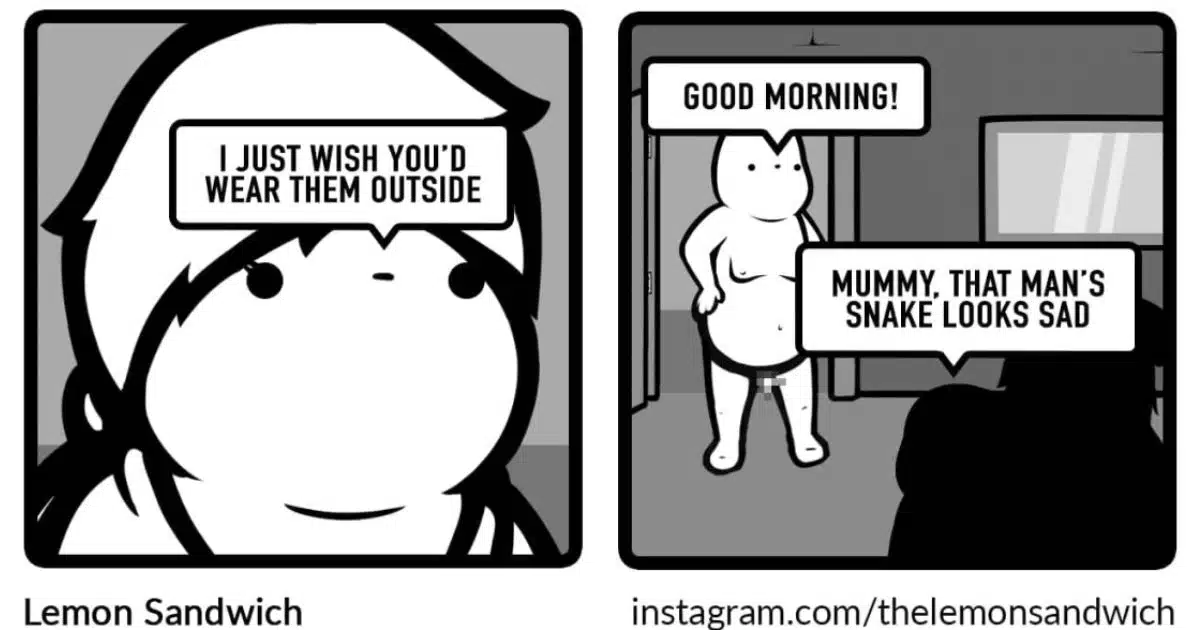 I JUST WISH YOU'D
WEAR THEM OUTSIDE
GOOD MORNING!
MUMMY, THAT MAN'S
SNAKE LOOKS SAD
Lemon Sandwich
instagram.com/thelemonsandwich